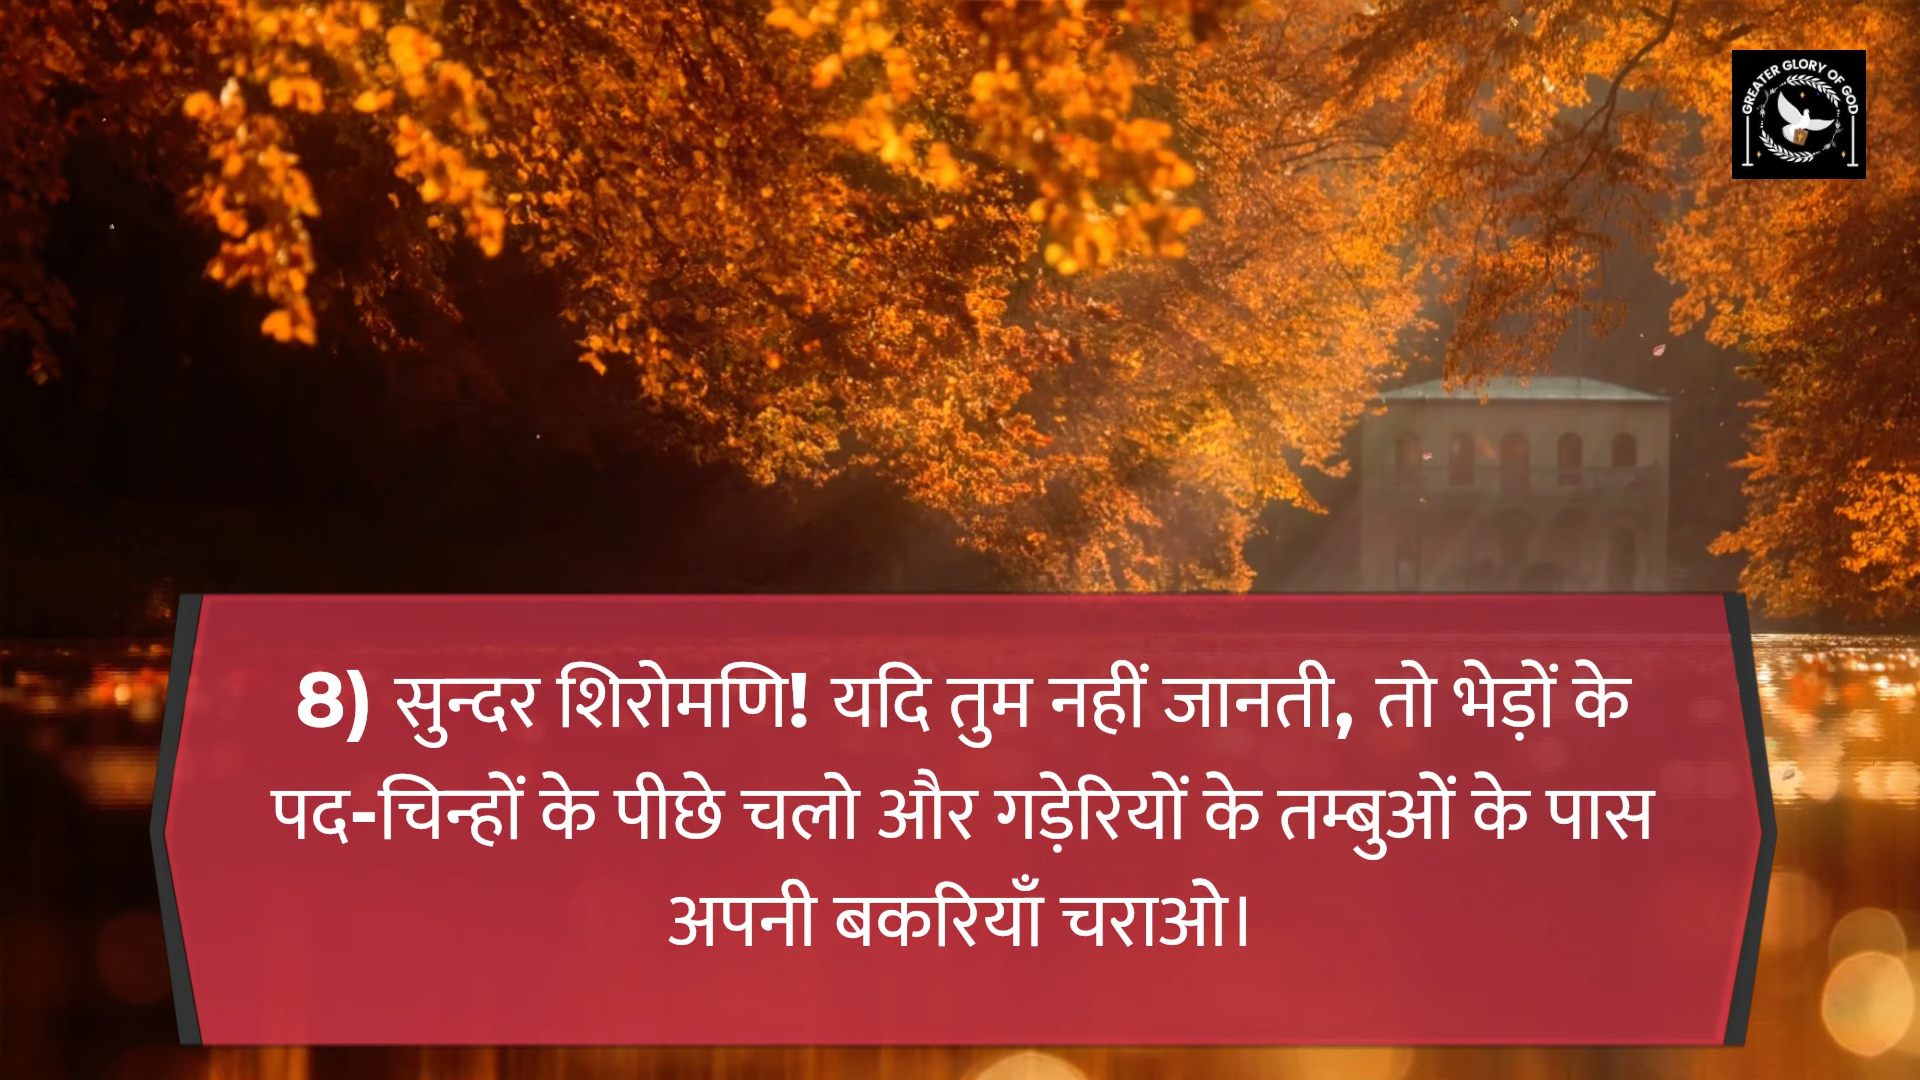 GREATER GLORY OF GOD
8) सुन्दर शिरोमणि! यदि तुम नहीं जानती, तो भेड़ों के
पद-चिन्हों के पीछे चलो और गड़ेरियों के तम्बुओं के पास
अपनी बकरियाँ चराओ।